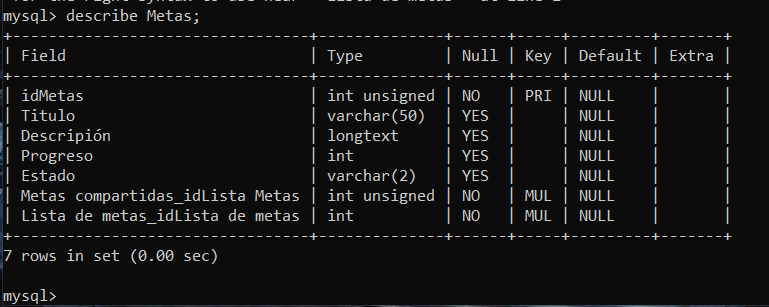 mysql> describe Metas;
+--------------------------------+--------------+------+-----+---------+-------+
| Field                          | Type         | Null | Key | Default | Extra |
+--------------------------------+--------------+------+-----+---------+-------+
| idMetas                        | int unsigned | NO   | PRI | NULL    |       |
| Titulo                         | varchar(50)  | YES  |     | NULL    |       |
| Descripión                     | longtext     | YES  |     | NULL    |       |
| Progreso                       | int          | YES  |     | NULL    |       |
| Estado                         | varchar(2)   | YES  |     | NULL    |       |
| Metas compartidas_idLista Metas | int unsigned | NO   | MUL | NULL    |       |
| Lista de metas_idLista de metas | int          | NO   | MUL | NULL    |       |
+--------------------------------+--------------+------+-----+---------+-------+
7 rows in set (0.00 sec)
mysql>